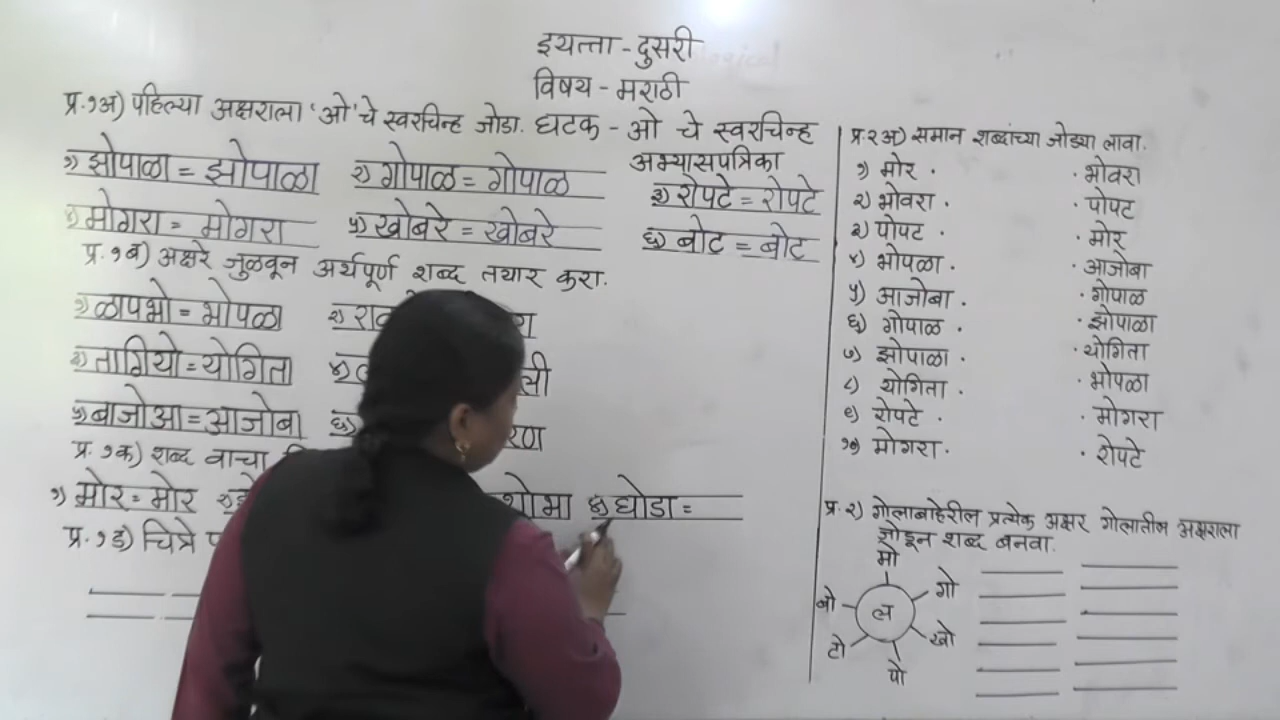 इयत्ता - दुसरी
विषय - मराठी
प्र.१अ) पहिल्या अक्षराला 'ओ' चे स्वरचिन्ह जोडा. घटक - ओ चे स्वरचिन्ह
अभ्यासपत्रिका
१) झोपाळा = झोपाळा २) गोपाळ = गोपाळ ३) रोपटे = रोपटे
४) मोगरा = मोगरा ५) खोबरे = खोबरे ६) बोट = बोट
प्र.१ब) अक्षरे जुळवून अर्थपूर्ण शब्द तयार करा.
१) ळापभो = भोपळा २)
३) तागियो = योगिता ४)
५) बाजोआ = आजोबा ६)
प्र.१क) शब्द वाचा
१) मोर = मोर शोभा ४) घोडा =
प्र.१ड) चित्रे
प्र.२अ) समान शब्दांच्या जोड्या लावा.
१) मोर . . भोवरा
२) भोवरा . . पोपट
३) पोपट . . मोर
४) भोपळा . . आजोबा
५) आजोबा . . गोपाळ
६) गोपाळ . . झोपाळा
७) झोपाळा . . योगिता
८) योगिता . . भोपळा
९) रोपटे . . मोगरा
१०) मोगरा . . रोपटे
प्र.२) गोलाबाहेरील प्रत्येक अक्षर गोलातील अक्षराला
जोडून शब्द बनवा.
मो
बो गो
ल
टो खो
पो